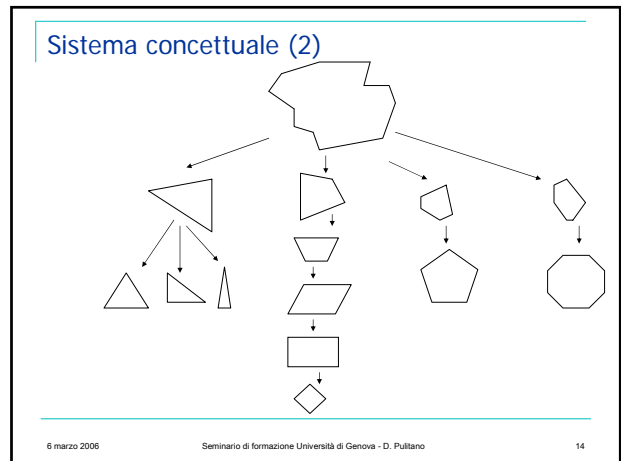 Sistema concettuale (2)
6 marzo 2006 Seminario di formazione Università di Genova - D. Pulitano 14